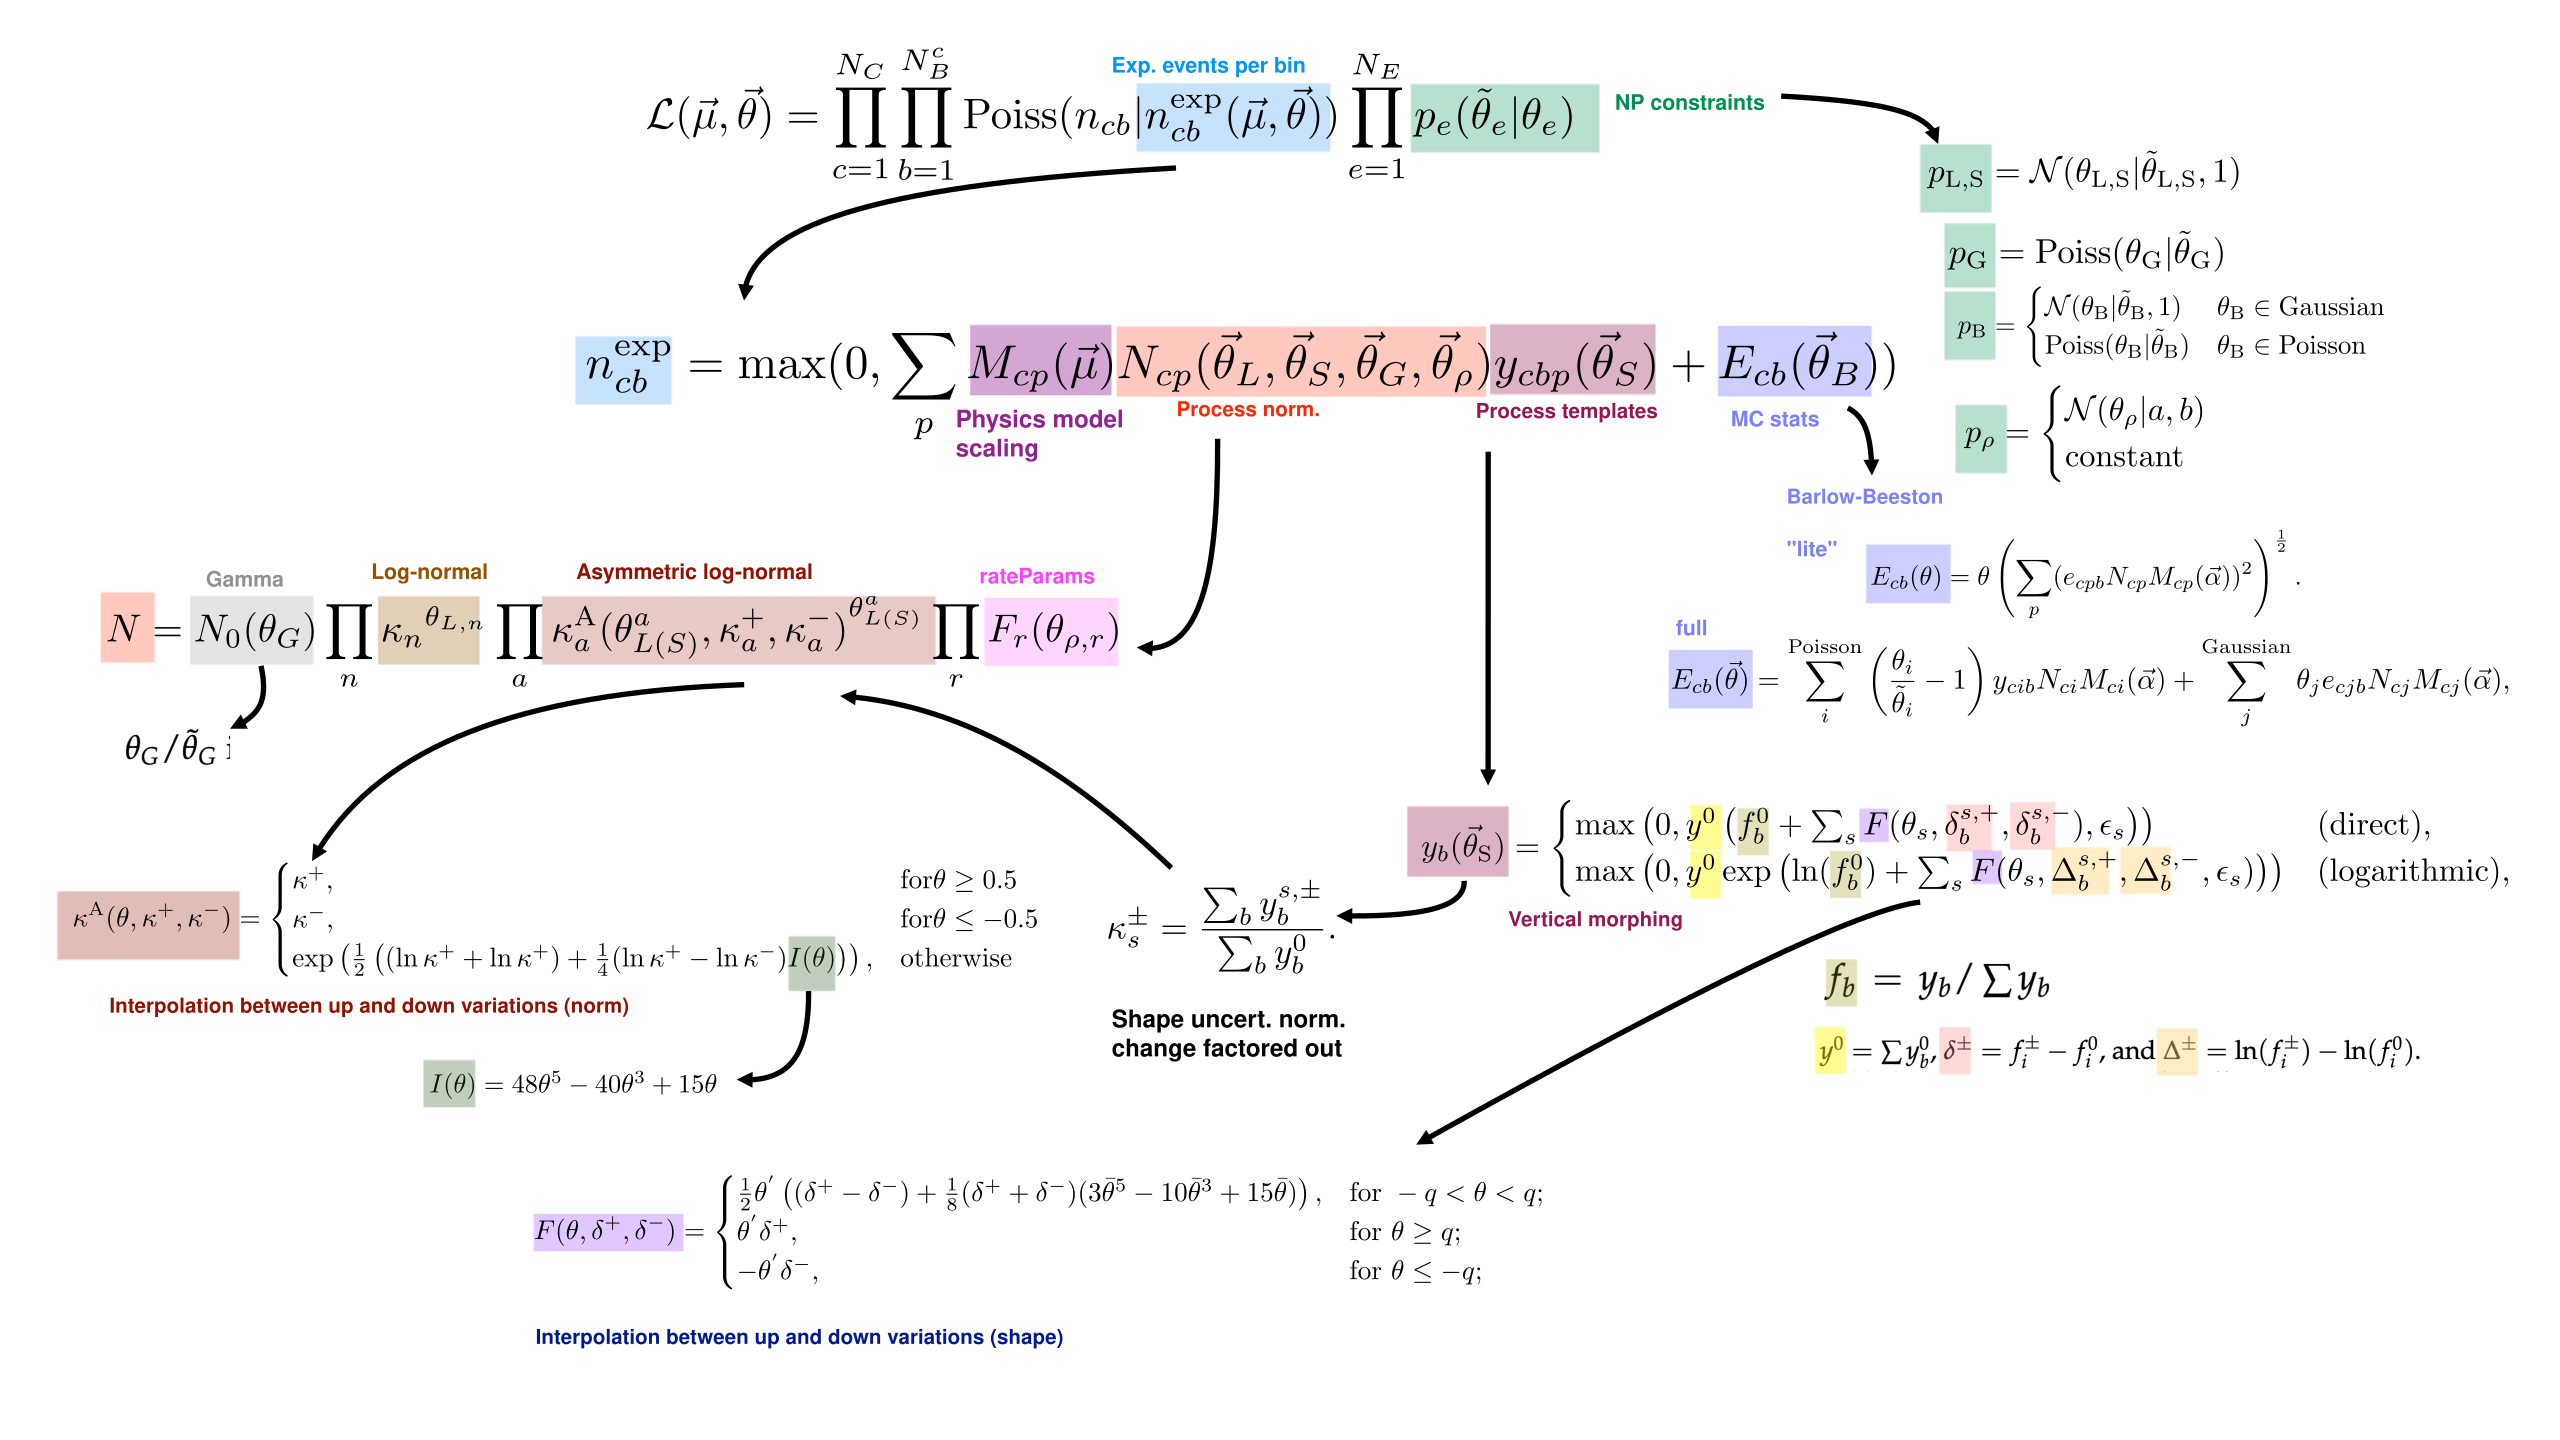 Exp. events per bin
\mathcal{L}(\vec{\mu}, \vec{\theta}) = \prod_{c=1}^{N_C} \prod_{b=1}^{N_B^c} \text{Poiss}(n_{cb}|n_{cb}^{\text{exp}}(\vec{\mu}, \vec{\theta})) \prod_{e=1}^{N_E} p_e(\tilde{\theta}_e|\theta_e)
NP constraints
p_{\text{L,S}} = \mathcal{N}(\theta_{\text{L,S}}|\tilde{\theta}_{\text{L,S}}, 1)
p_{\text{G}} = \text{Poiss}(\theta_{\text{G}}|\tilde{\theta}_{\text{G}})
p_{\text{B}} = \begin{cases} \mathcal{N}(\theta_{\text{B}}|\tilde{\theta}_{\text{B}}, 1) & \theta_{\text{B}} \in \text{Gaussian} \\ \text{Poiss}(\theta_{\text{B}}|\tilde{\theta}_{\text{B}}) & \theta_{\text{B}} \in \text{Poisson} \end{cases}
p_{\rho} = \begin{cases} \mathcal{N}(\theta_{\rho}|a, b) \\ \text{constant} \end{cases}
n_{cb}^{\text{exp}} = \max(0, \sum_p M_{cp}(\vec{\mu}) N_{cp}(\vec{\theta}_L, \vec{\theta}_S, \vec{\theta}_G, \vec{\theta}_{\rho}) y_{cbp}(\vec{\theta}_S) + E_{cb}(\vec{\theta}_B))
Physics model
scaling
Process norm.
Process templates
MC stats
Barlow-Beeston
"lite"
E_{cb}(\theta) = \theta \left( \sum_p (e_{cpb} N_{cp} M_{cp}(\vec{\alpha}))^2 \right)^{\frac{1}{2}}.
full
E_{cb}(\vec{\theta}) = \sum_i^{\text{Poisson}} \left( \frac{\theta_i}{\tilde{\theta}_i} - 1 \right) y_{cib} N_{ci} M_{ci}(\vec{\alpha}) + \sum_j^{\text{Gaussian}} \theta_j e_{cjb} N_{cj} M_{cj}(\vec{\alpha}),
Gamma
Log-normal
Asymmetric log-normal
rateParams
N = N_0(\theta_G) \prod_n {\kappa_n}^{\theta_{L,n}} \prod_a \kappa_a^{\text{A}}(\theta_{L(S)}^a, \kappa_a^+, \kappa_a^-)^{\theta_{L(S)}^a} \prod_r F_r(\theta_{\rho,r})
\theta_G/\tilde{\theta}_G
y_b(\vec{\theta}_{\text{S}}) = \begin{cases} \max\left(0, y^0\left(f_b^0 + \sum_s F(\theta_s, \delta_b^{s,+}, \delta_b^{s,-}), \epsilon_s\right)\right) & \text{(direct)}, \\ \max\left(0, y^0 \exp\left(\ln(f_b^0) + \sum_s F(\theta_s, \Delta_b^{s,+}, \Delta_b^{s,-}, \epsilon_s)\right)\right) & \text{(logarithmic)}, \end{cases}
Vertical morphing
\kappa^{\text{A}}(\theta, \kappa^+, \kappa^-) = \begin{cases} \kappa^+, & \text{for} \theta \geq 0.5 \\ \kappa^-, & \text{for} \theta \leq -0.5 \\ \exp\left(\frac{1}{2}\left((\ln \kappa^+ + \ln \kappa^+) + \frac{1}{4}(\ln \kappa^+ - \ln \kappa^-) I(\theta)\right)\right), & \text{otherwise} \end{cases}
Interpolation between up and down variations (norm)
\kappa_s^{\pm} = \frac{\sum_b y_b^{s,\pm}}{\sum_b y_b^0}.
Shape uncert. norm.
change factored out
f_b = y_b / \sum y_b
y^0 = \sum y_b^0, \delta^{\pm} = f_i^{\pm} - f_i^0, and \Delta^{\pm} = \ln(f_i^{\pm}) - \ln(f_i^0).
I(\theta) = 48\theta^5 - 40\theta^3 + 15\theta
F(\theta, \delta^+, \delta^-) = \begin{cases} \frac{1}{2}\theta^{'}\left((\delta^+ - \delta^-) + \frac{1}{8}(\delta^+ + \delta^-)(3\bar{\theta}^5 - 10\bar{\theta}^3 + 15\bar{\theta})\right), & \text{for } -q < \theta < q; \\ \theta^{'}\delta^+, & \text{for } \theta \geq q; \\ -\theta^{'}\delta^-, & \text{for } \theta \leq -q; \end{cases}
Interpolation between up and down variations (shape)